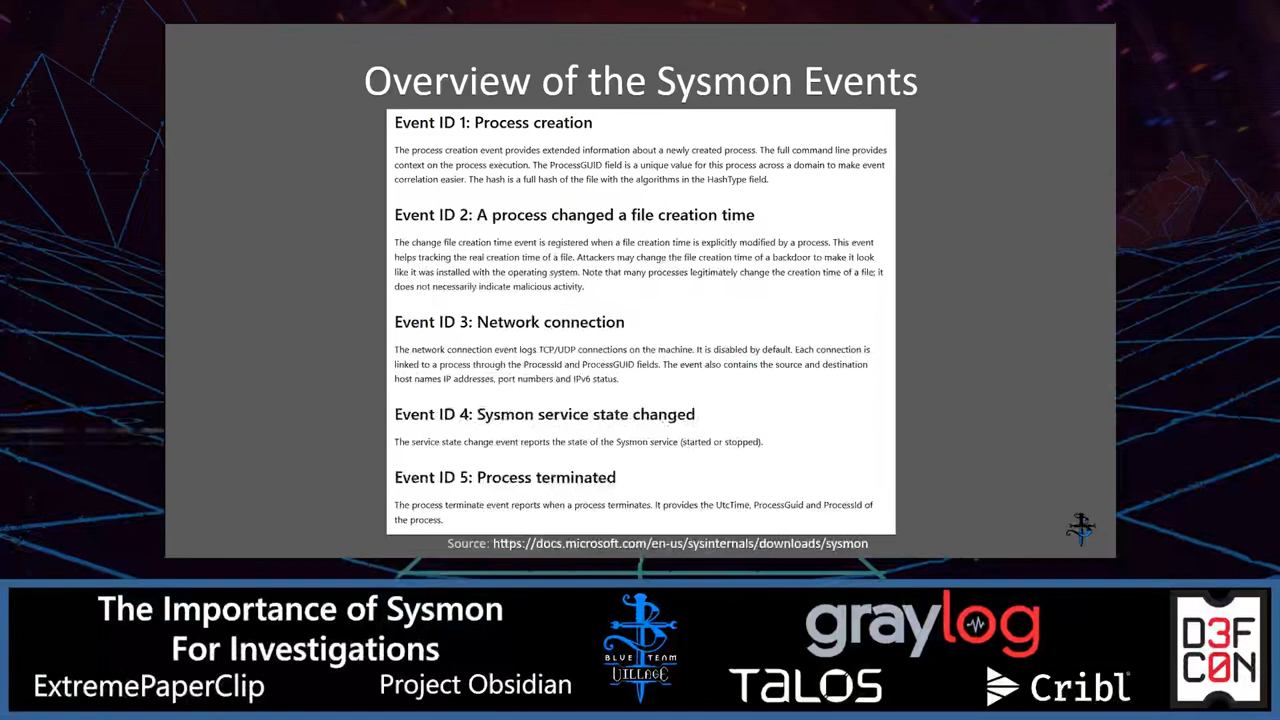 Overview of the Sysmon Events
Event ID 1: Process creation
The process creation event provides extended information about a newly created process. The full command line provides
context on the process execution. The ProcessGUID field is a unique value for this process across a domain to make event
correlation easier. The hash is a full hash of the file with the algorithms in the HashType field.
Event ID 2: A process changed a file creation time
The change file creation time event is registered when a file creation time is explicitly modified by a process. This event
helps tracking the real creation time of a file. Attackers may change the file creation time of a backdoor to make it look
like it was installed with the operating system. Note that many processes legitimately change the creation time of a file; it
does not necessarily indicate malicious activity.
Event ID 3: Network connection
The network connection event logs TCP/UDP connections on the machine. It is disabled by default. Each connection is
linked to a process through the ProcessId and ProcessGUID fields. The event also contains the source and destination
host names IP addresses, port numbers and IPv6 status.
Event ID 4: Sysmon service state changed
The service state change event reports the state of the Sysmon service (started or stopped).
Event ID 5: Process terminated
The process terminate event reports when a process terminates. It provides the UtcTime, ProcessGuid and ProcessId of
the process.
Source: https://docs.microsoft.com/en-us/sysinternals/downloads/sysmon
The Importance of Sysmon
For Investigations
ExtremePaperClip
Project Obsidian
BLUE TEAM
VILLAGE
graylog
TALOS
Cribl
D3F
C0N